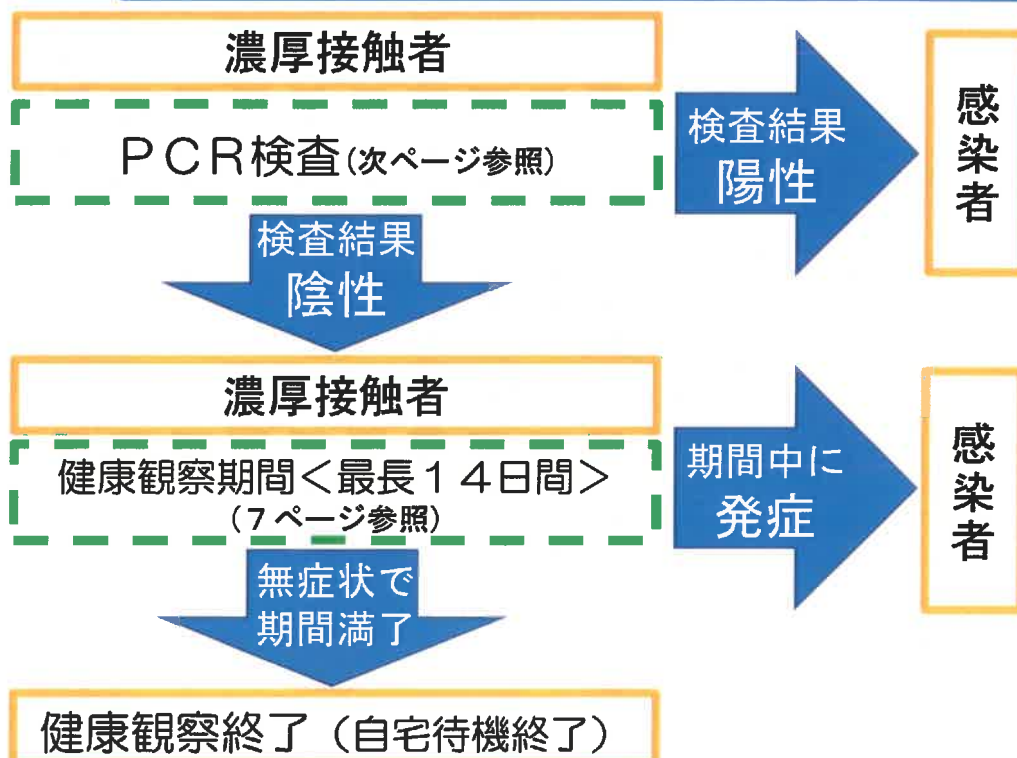 濃厚接触者
PCR検査(次ページ参照)
検査結果
陽性
感染者
検査結果
陰性
濃厚接触者
健康観察期間<最長14日間>
(7ページ参照)
期間中に
発症
感染者
無症状で
期間満了
健康観察終了(自宅待機終了)